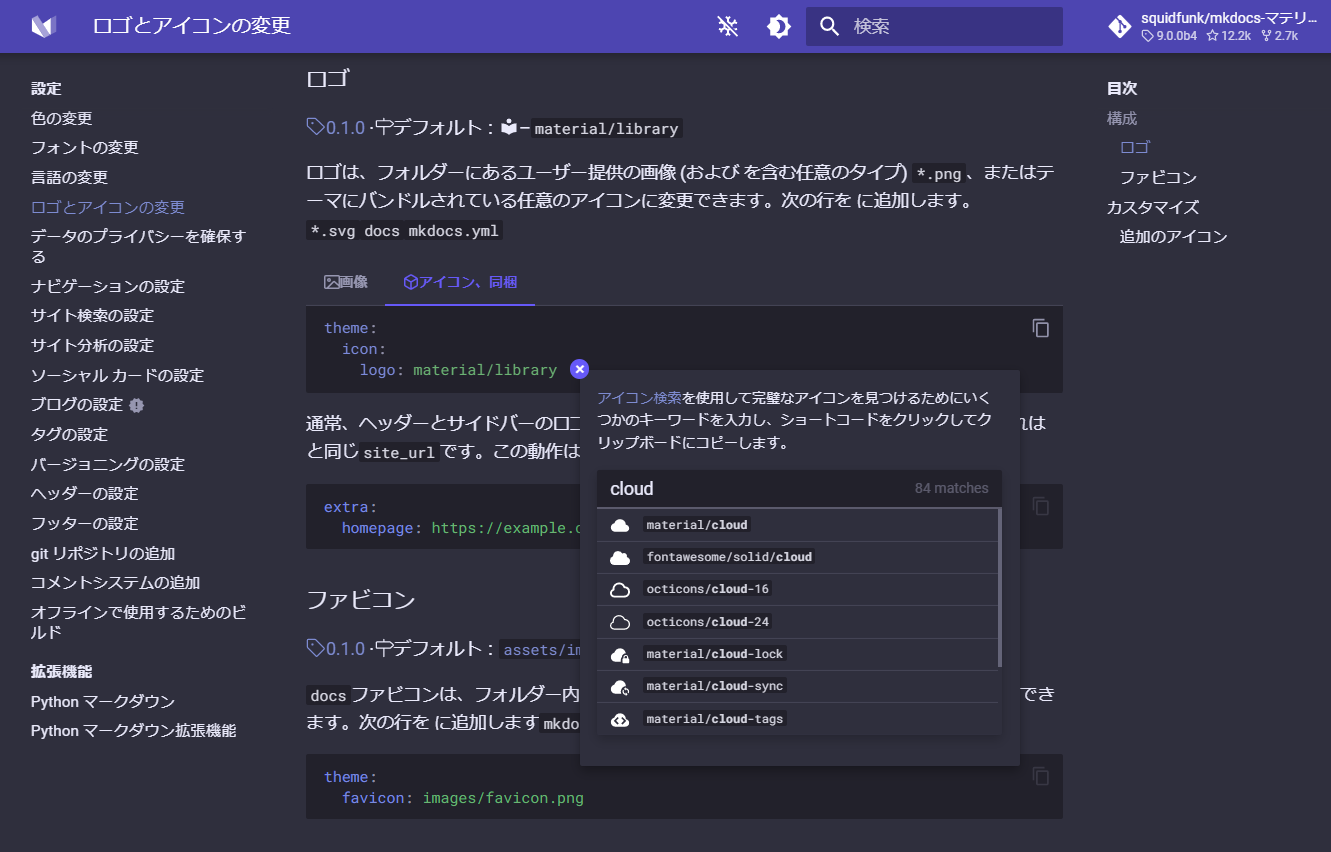 ロゴとアイコンの変更
検索
squidfunk/mkdocs-マテリ...
9.0.0b4 12.2k 2.7k
設定
色の変更
フォントの変更
言語の変更
ロゴとアイコンの変更
データのプライバシーを確保す
る
ナビゲーションの設定
サイト検索の設定
サイト分析の設定
ソーシャル カードの設定
ブログの設定
タグの設定
バージョニングの設定
ヘッダーの設定
フッターの設定
git リポジトリの追加
コメントシステムの追加
オフラインで使用するためのビ
ルド
拡張機能
Python マークダウン
Python マークダウン拡張機能
ロゴ
0.1.0 · デフォルト： – material/library
ロゴは、フォルダーにあるユーザー提供の画像 (および を含む任意のタイプ) *.png 、またはテ
ーマにバンドルされている任意のアイコンに変更できます。次の行を に追加します。
*.svg docs mkdocs.yml
画像 アイコン、同梱
theme:
icon:
logo: material/library
通常、ヘッダーとサイドバーのロゴ
れは
と同じ site_url です。この動作は
extra:
homepage: https://example.c
ファビコン
0.1.0 · デフォルト： assets/im
docs ファビコンは、フォルダー内
でき
ます。次の行を に追加します mkdo
theme:
favicon: images/favicon.png
アイコン検索を使用して完璧なアイコンを見つけるためにいく
つかのキーワードを入力し、ショートコードをクリックしてク
リップボードにコピーします。
cloud 84 matches
material/cloud
fontawesome/solid/cloud
octicons/cloud-16
octicons/cloud-24
material/cloud-lock
material/cloud-sync
material/cloud-tags
目次
構成
ロゴ
ファビコン
カスタマイズ
追加のアイコン